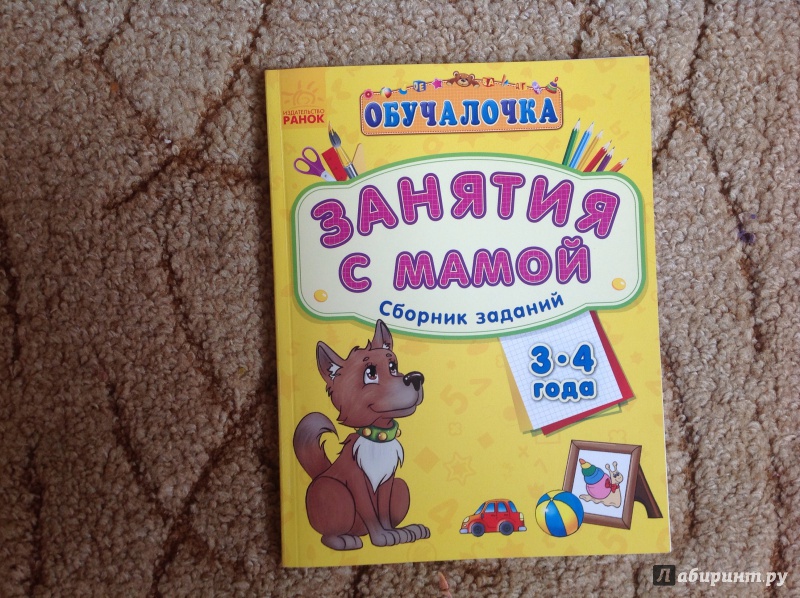 ИЗДАТЕЛЬСТВО
РАНОК
ОБУЧАЛОЧКА
ЗАНЯТИЯ
С МАМОЙ
Сборник заданий
3-4
года
Лабиринт.ру